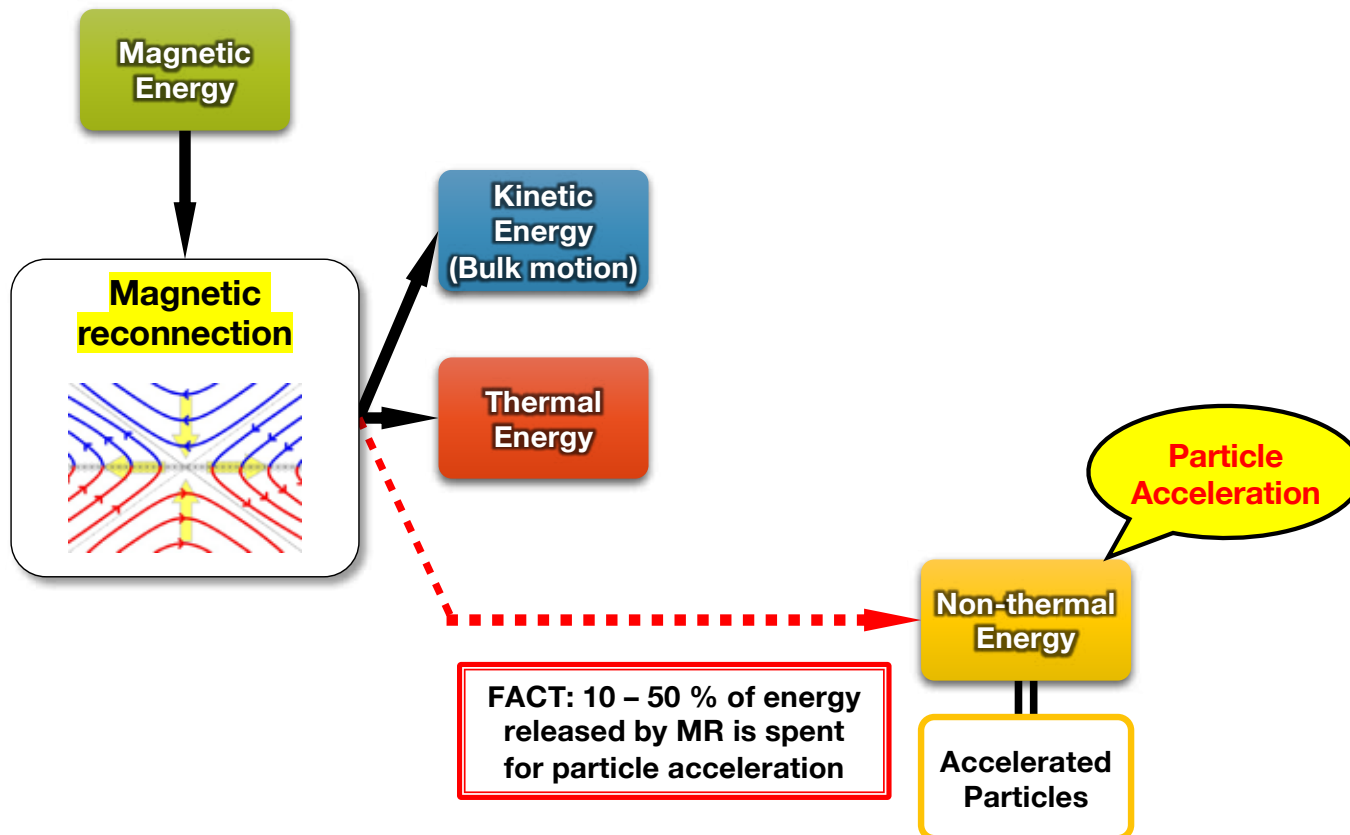 Magnetic
Energy
Kinetic
Energy
(Bulk motion)
Magnetic
reconnection
Thermal
Energy
Particle
Acceleration
Non-thermal
Energy
FACT: 10 – 50 % of energy
released by MR is spent
for particle acceleration
Accelerated
Particles